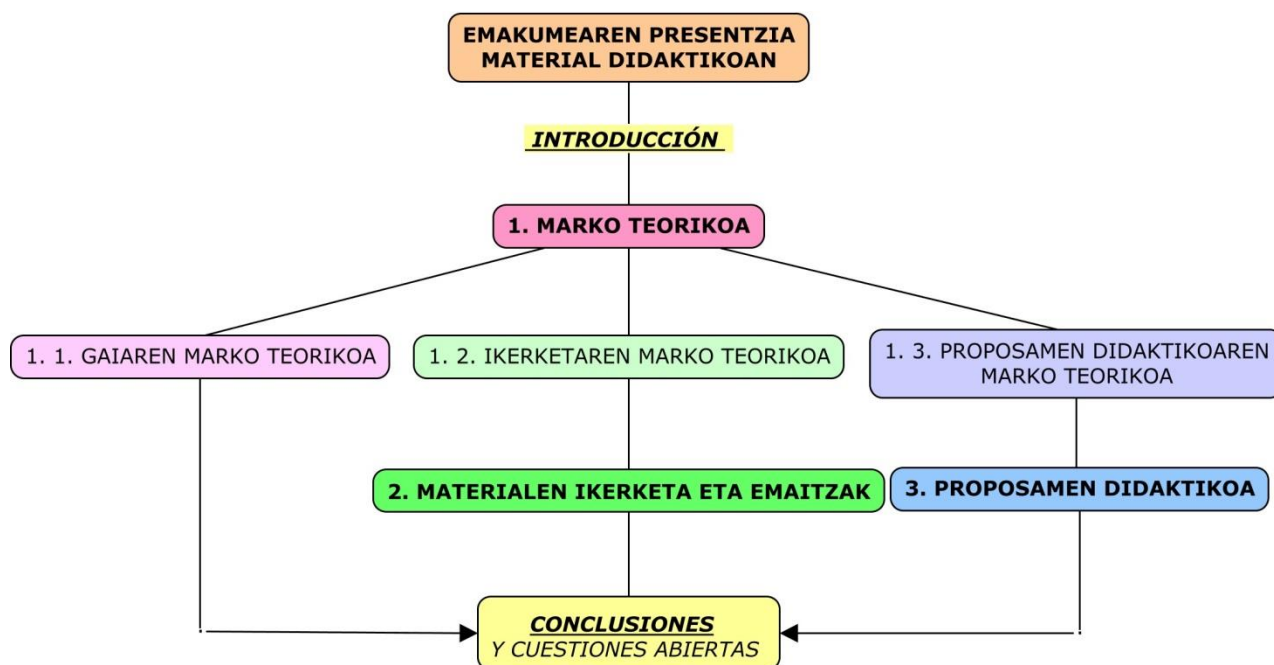 EMAKUMEAREN PRESENTZIA
MATERIAL DIDAKTIKOAN
INTRODUCCIÓN
1. MARKO TEORIKOA
1. 1. GAIAREN MARKO TEORIKOA
1. 2. IKERKETAREN MARKO TEORIKOA
1. 3. PROPOSAMEN DIDAKTIKOAREN
MARKO TEORIKOA
2. MATERIALEN IKERKETA ETA EMAITZAK
3. PROPOSAMEN DIDAKTIKOA
CONCLUSIONES
Y CUESTIONES ABIERTAS